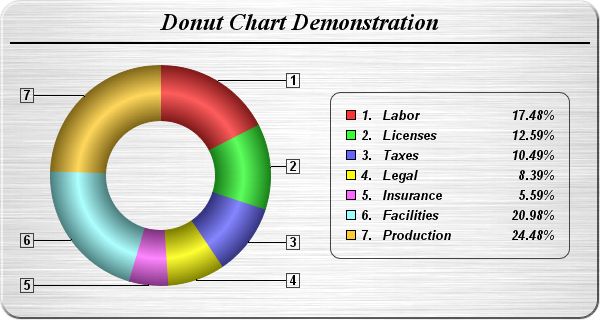 Donut Chart Demonstration
1
2
3
4
5
6
7
1. Labor 17.48%
2. Licenses 12.59%
3. Taxes 10.49%
4. Legal 8.39%
5. Insurance 5.59%
6. Facilities 20.98%
7. Production 24.48%